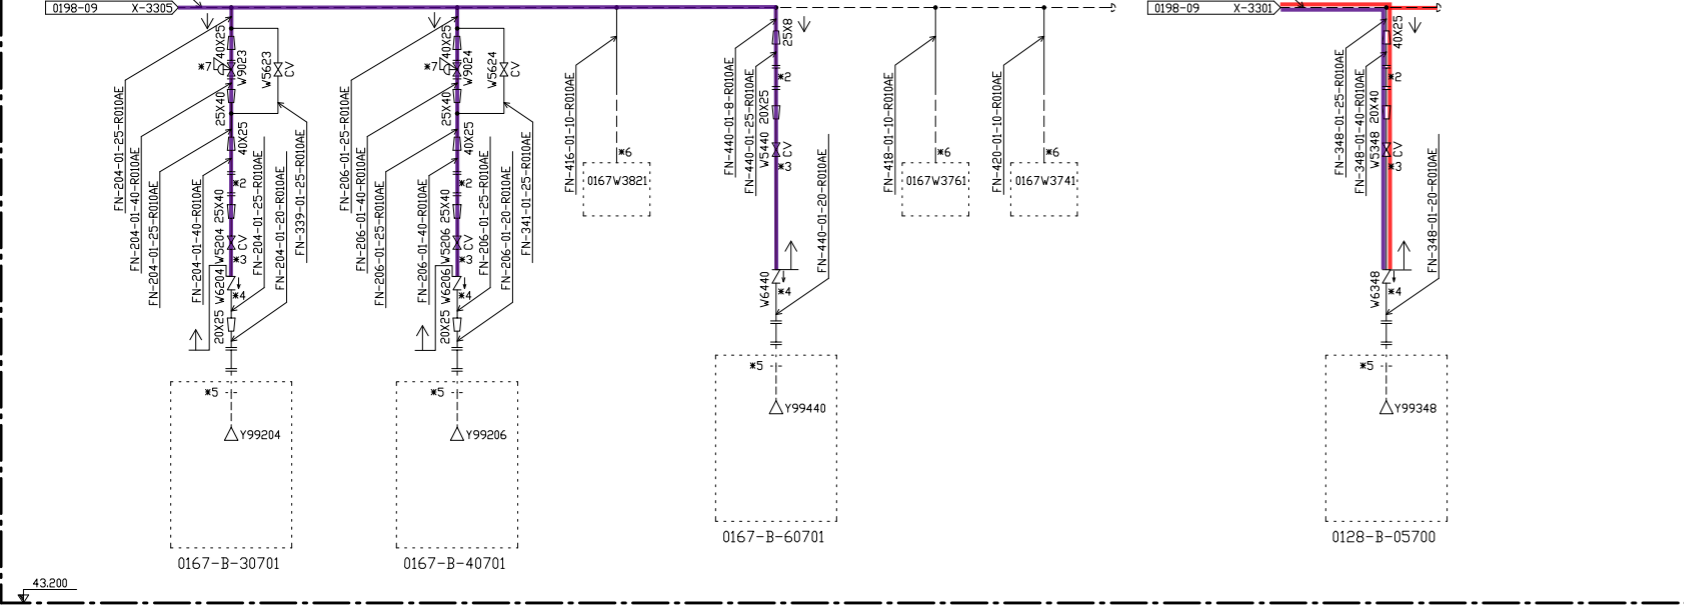 0198-09 X-3305
0198-09 X-3301
FN-204-01-25-R010AE
FN-204-01-40-R010AE
FN-204-01-25-R010AE
FN-204-01-40-R010AE
40X25
*7
W9023
W5623
CV
25X40
40X25
*2
W5204 25X40
CV
*3
20X25 W6204
*4
FN-204-01-25-R010AE
FN-204-01-20-R010AE
FN-339-01-25-R010AE
*5
Y99204
0167-B-30701
FN-206-01-25-R010AE
FN-206-01-40-R010AE
FN-206-01-25-R010AE
FN-206-01-40-R010AE
40X25
*7
W9024
W5624
CV
25X40
40X25
*2
W5206 25X40
CV
*3
20X25 W6206
*4
FN-206-01-25-R010AE
FN-206-01-20-R010AE
FN-341-01-25-R010AE
*5
Y99206
0167-B-40701
FN-416-01-10-R010AE
*6
0167W3821
FN-440-01-8-R010AE
FN-440-01-25-R010AE
25X8
*2
W5440 20X25
CV
*3
W6440
*4
FN-440-01-20-R010AE
*5
Y99440
0167-B-60701
FN-418-01-10-R010AE
*6
0167W3761
FN-420-01-10-R010AE
*6
0167W3741
FN-348-01-25-R010AE
FN-348-01-40-R010AE
40X25
*2
W5348 20X40
CV
*3
W6348
*4
FN-348-01-20-R010AE
*5
Y99348
0128-B-05700
43.200